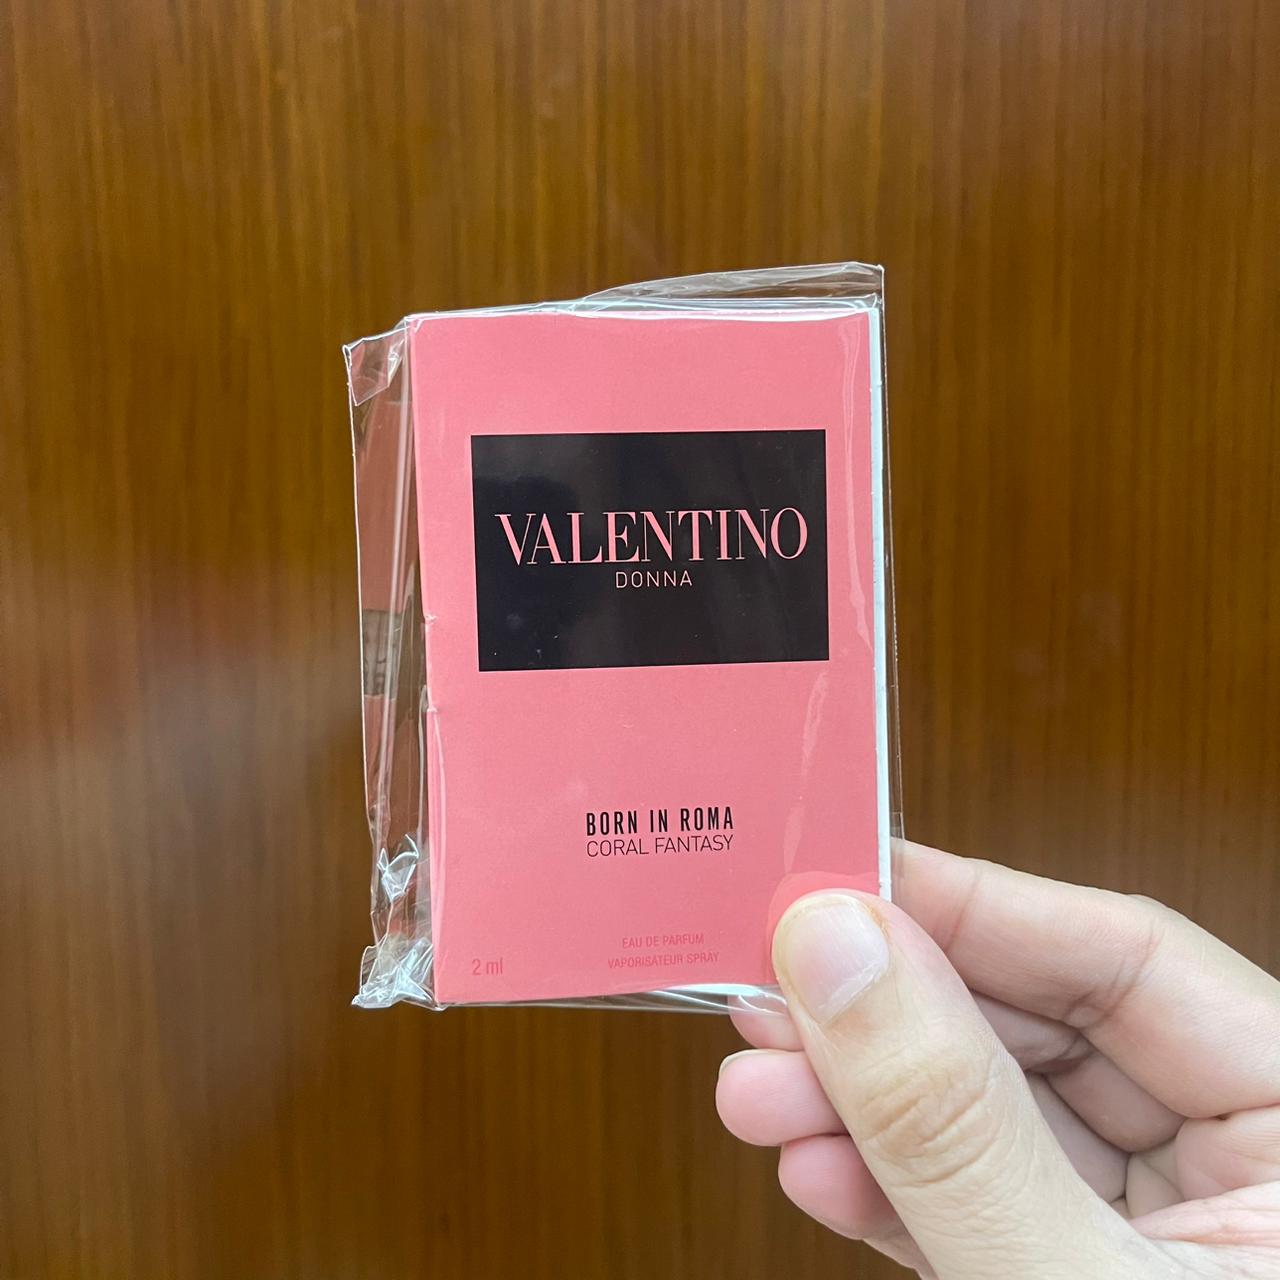 VALENTINO
DONNA
BORN IN ROMA
CORAL FANTASY
EAU DE PARFUM
VAPORISATEUR SPRAY
2 ml